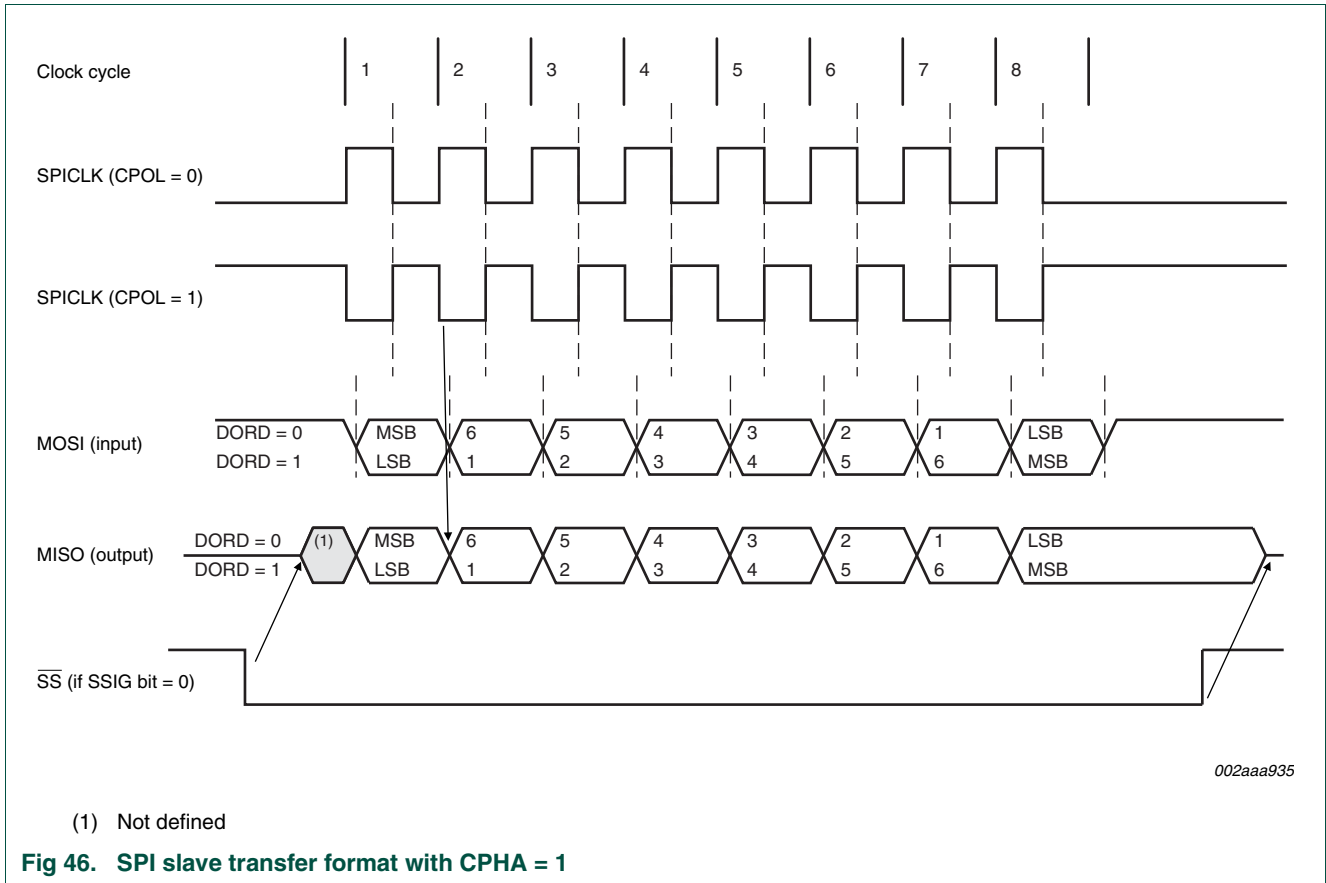 Clock cycle 1 2 3 4 5 6 7 8
SPICLK (CPOL = 0)
SPICLK (CPOL = 1)
MOSI (input) DORD = 0 MSB 6 5 4 3 2 1 LSB
DORD = 1 LSB 1 2 3 4 5 6 MSB
MISO (output) DORD = 0 (1) MSB 6 5 4 3 2 1 LSB
DORD = 1 LSB 1 2 3 4 5 6 MSB
S̅S̅ (if SSIG bit = 0)
002aaa935
(1) Not defined
Fig 46. SPI slave transfer format with CPHA = 1